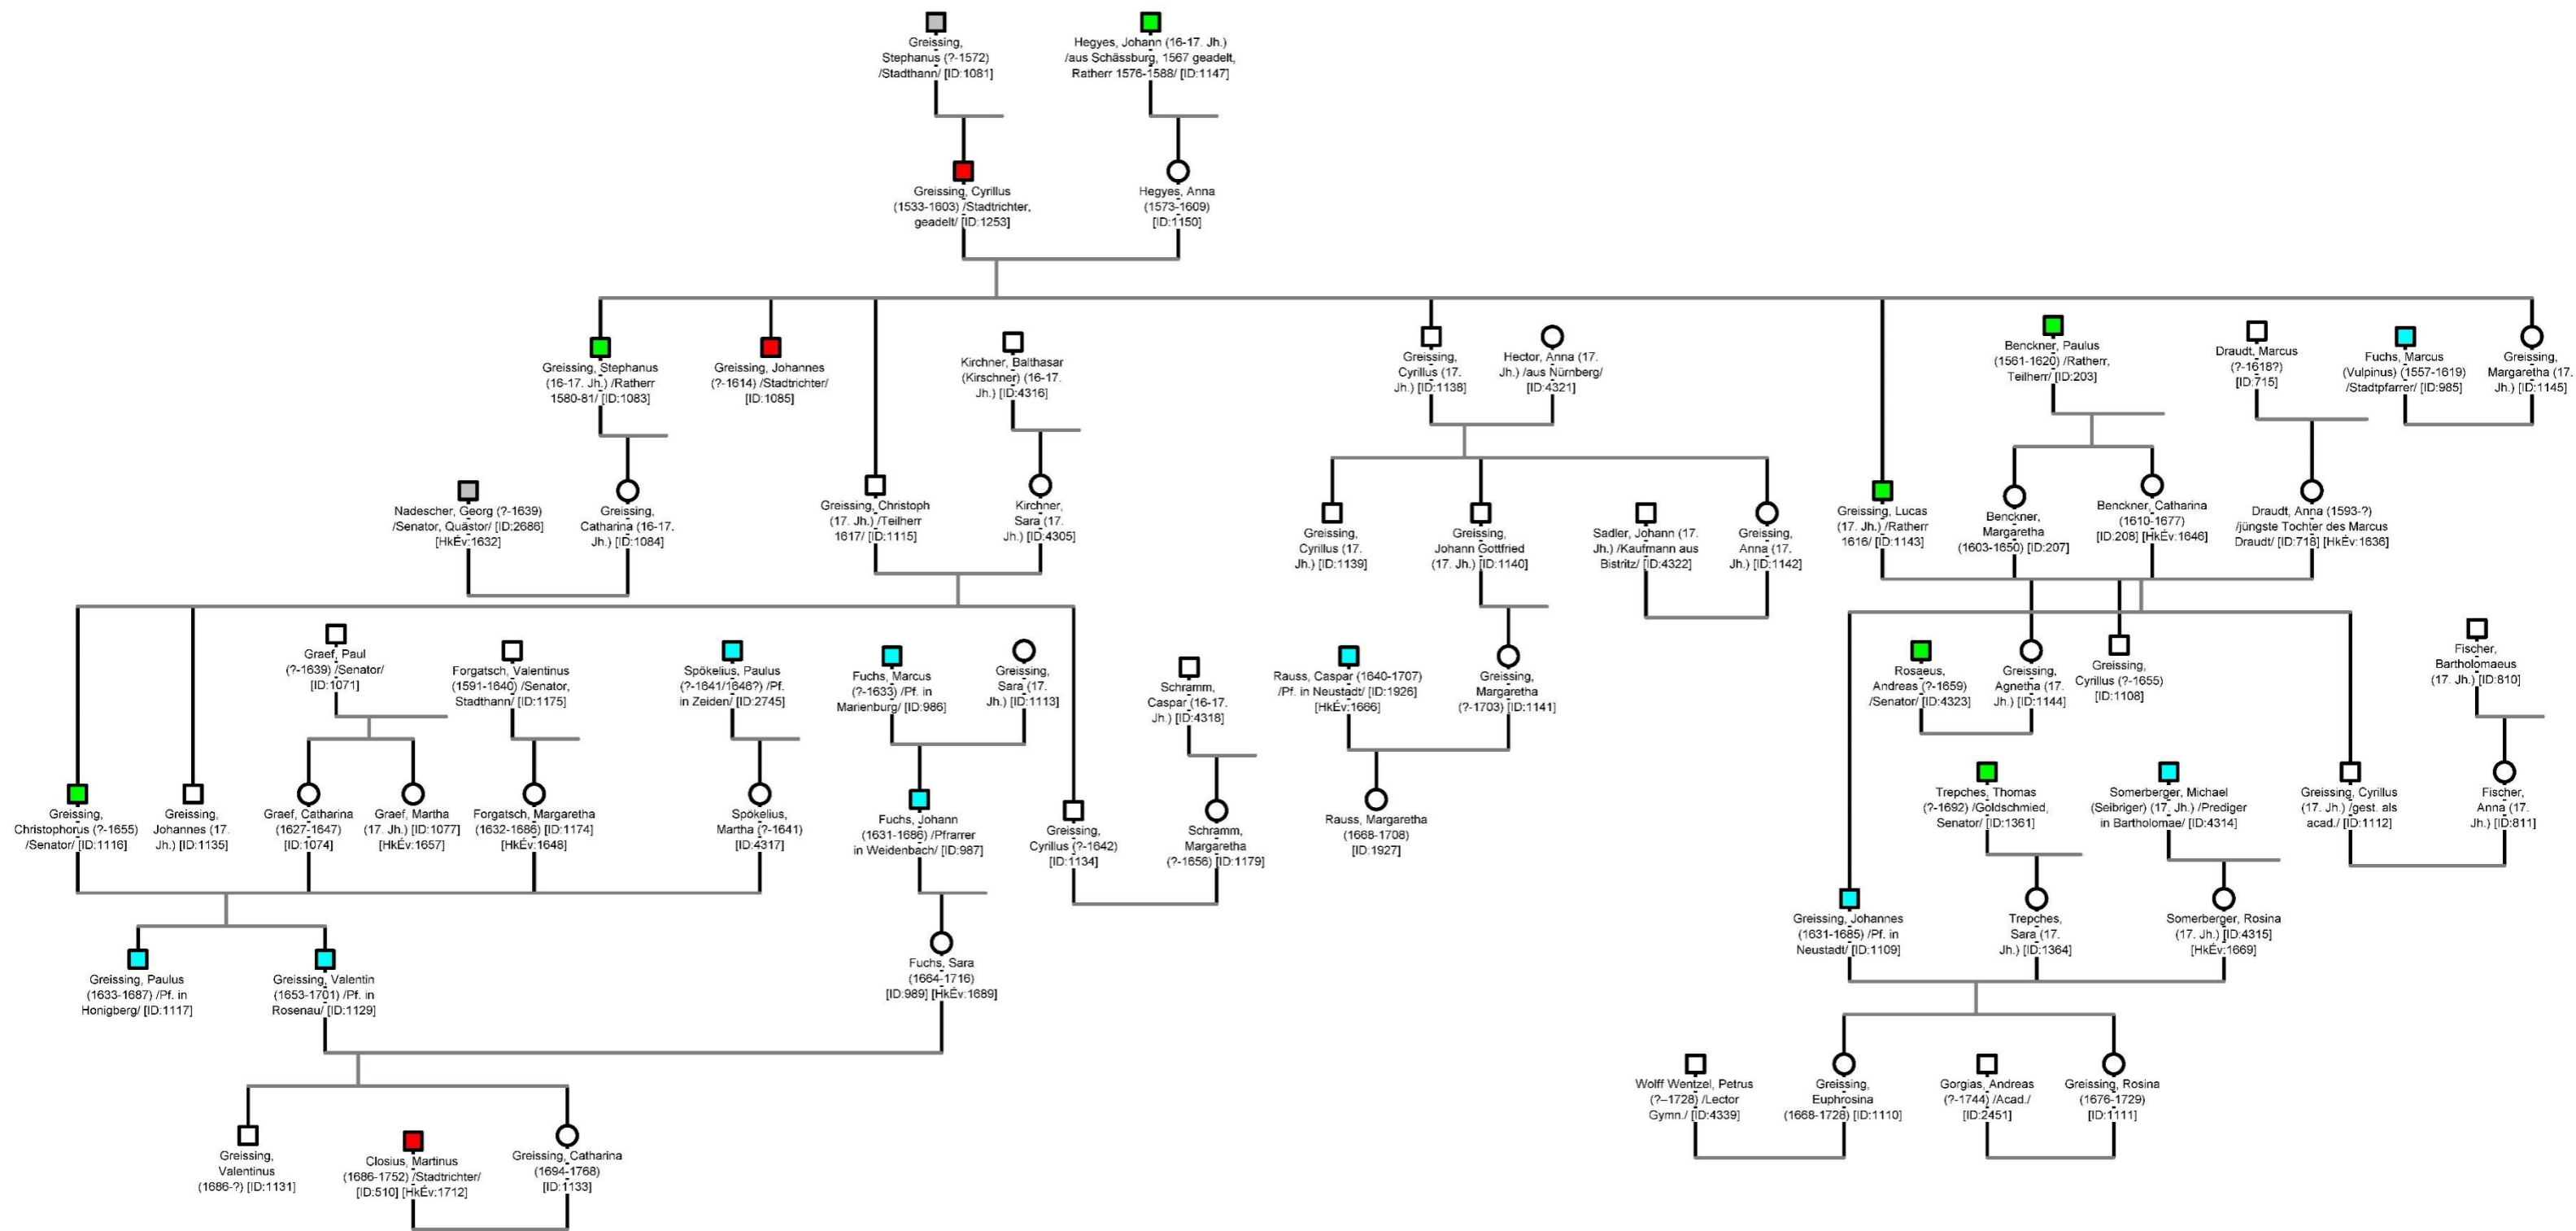 Greissing,
Stephanus (?-1572)
/Stadthann/ [ID:1081]
Hegyes, Johann (16-17. Jh.)
/aus Schässburg, 1567 geadelt,
Ratherr 1576-1588/ [ID:1147]
Greissing, Cyrillus
(1533-1603) /Stadtrichter,
geadelt/ [ID:1253]
Hegyes, Anna
(1573-1609)
[ID:1150]
Greissing, Stephanus
(16-17. Jh.) /Ratherr
1580-81/ [ID:1083]
Greissing, Johannes
(?-1614) /Stadtrichter/
[ID:1085]
Kirchner, Balthasar
(Kirschner) (16-17.
Jh.) [ID:4316]
Greissing,
Cyrillus (17.
Jh.) [ID:1138]
Hector, Anna (17.
Jh.) /aus Nürnberg/
[ID:4321]
Benckner, Paulus
(1561-1620) /Ratherr,
Teilherr/ [ID:203]
Draudt, Marcus
(?-1618?)
[ID:715]
Fuchs, Marcus
(Vulpinus) (1557-1619)
/Stadtpfarrer/ [ID:985]
Greissing,
Margaretha (17.
Jh.) [ID:1145]
Nadescher, Georg (?-1639)
/Senator, Quästor/ [ID:2686]
[HkÉv:1632]
Greissing,
Catharina (16-17.
Jh.) [ID:1084]
Greissing, Christoph
(17. Jh.) /Teilherr
1617/ [ID:1115]
Kirchner,
Sara (17.
Jh.) [ID:4305]
Greissing,
Cyrillus (17.
Jh.) [ID:1139]
Greissing,
Johann Gottfried
(17. Jh.) [ID:1140]
Sadler, Johann (17.
Jh.) /Kaufmann aus
Bistritz/ [ID:4322]
Greissing,
Anna (17.
Jh.) [ID:1142]
Greissing, Lucas
(17. Jh.) /Ratherr
1616/ [ID:1143]
Benckner,
Margaretha
(1603-1650) [ID:207]
Benckner, Catharina
(1610-1677)
[ID:208] [HkÉv:1646]
Draudt, Anna (1593-?)
/jüngste Tochter des Marcus
Draudt/ [ID:718] [HkÉv:1636]
Graef, Paul
(?-1639) /Senator/
[ID:1071]
Forgatsch, Valentinus
(1591-1640) /Senator,
Stadthann/ [ID:1175]
Spökelius, Paulus
(?-1641/1646?) /Pf.
in Zeiden/ [ID:2745]
Fuchs, Marcus
(?-1633) /Pf. in
Marienburg/ [ID:986]
Greissing,
Sara (17.
Jh.) [ID:1113]
Schramm,
Caspar (16-17.
Jh.) [ID:4318]
Rauss, Caspar (1640-1707)
/Pf. in Neustadt/ [ID:1926]
[HkÉv:1666]
Greissing,
Margaretha
(?-1703) [ID:1141]
Rosaeus,
Andreas (?-1659)
/Senator/ [ID:4323]
Greissing,
Agnetha (17.
Jh.) [ID:1144]
Greissing,
Cyrillus (?-1655)
[ID:1108]
Fischer,
Bartholomaeus
(17. Jh.) [ID:810]
Greissing,
Christophorus (?-1655)
/Senator/ [ID:1116]
Greissing,
Johannes (17.
Jh.) [ID:1135]
Graef, Catharina
(1627-1647)
[ID:1074]
Graef, Martha
(17. Jh.) [ID:1077]
[HkÉv:1657]
Forgatsch, Margaretha
(1632-1686) [ID:1174]
[HkÉv:1648]
Spökelius,
Martha (?-1641)
[ID:4317]
Fuchs, Johann
(1631-1686) /Pfrarrer
in Weidenbach/ [ID:987]
Greissing,
Cyrillus (?-1642)
[ID:1134]
Schramm,
Margaretha
(?-1656) [ID:1179]
Rauss, Margaretha
(1668-1708)
[ID:1927]
Trepches, Thomas
(?-1692) /Goldschmied,
Senator/ [ID:1361]
Somerberger, Michael
(Seibriger) (17. Jh.) /Prediger
in Bartholomae/ [ID:4314]
Greissing, Cyrillus
(17. Jh.) /gest. als
acad./ [ID:1112]
Fischer,
Anna (17.
Jh.) [ID:811]
Greissing, Johannes
(1631-1685) /Pf. in
Neustadt/ [ID:1109]
Trepches,
Sara (17.
Jh.) [ID:1364]
Somerberger, Rosina
(17. Jh.) [ID:4315]
[HkÉv:1669]
Greissing, Paulus
(1633-1687) /Pf. in
Honigberg/ [ID:1117]
Greissing, Valentin
(1653-1701) /Pf. in
Rosenau/ [ID:1129]
Fuchs, Sara
(1664-1716)
[ID:989] [HkÉv:1689]
Wolff Wentzel, Petrus
(?–1728) /Lector
Gymn./ [ID:4339]
Greissing,
Euphrosina
(1668-1728) [ID:1110]
Gorgias, Andreas
(?-1744) /Acad./
[ID:2451]
Greissing, Rosina
(1676-1729)
[ID:1111]
Greissing,
Valentinus
(1686-?) [ID:1131]
Closius, Martinus
(1686-1752) /Stadtrichter/
[ID:510] [HkÉv:1712]
Greissing, Catharina
(1694-1768)
[ID:1133]